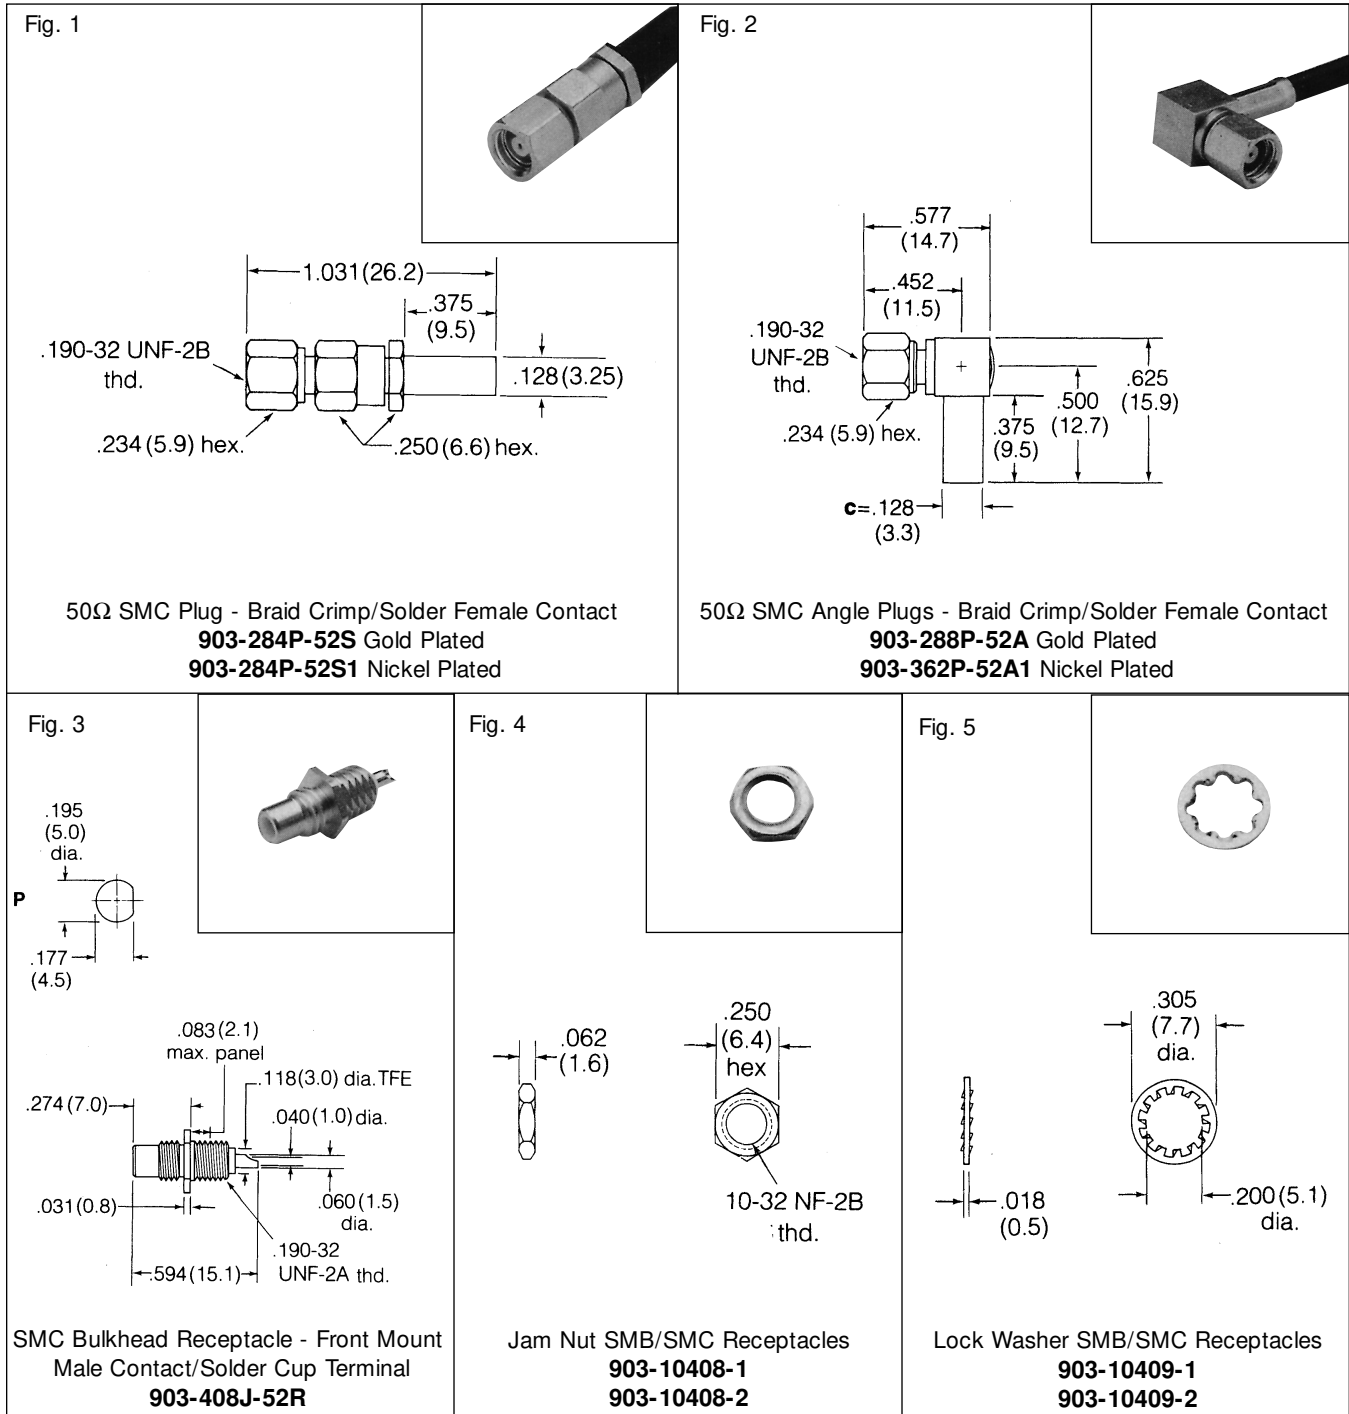 Fig. 1
1.031(26.2)
.375
(9.5)
.190-32 UNF-2B
thd.
.128(3.25)
.234(5.9) hex.
.250(6.6) hex.
50Ω SMC Plug - Braid Crimp/Solder Female Contact
903-284P-52S Gold Plated
903-284P-52S1 Nickel Plated
Fig. 2
.577
(14.7)
.452
(11.5)
.190-32
UNF-2B
thd.
.234(5.9) hex.
.625
(15.9)
.500
(12.7)
.375
(9.5)
c=.128
(3.3)
50Ω SMC Angle Plugs - Braid Crimp/Solder Female Contact
903-288P-52A Gold Plated
903-362P-52A1 Nickel Plated
Fig. 3
.195
(5.0)
dia.
P
.177
(4.5)
.083(2.1)
max. panel
.118(3.0) dia.TFE
.274(7.0)
.040(1.0)dia.
.031(0.8)
.060(1.5)
dia.
.190-32
UNF-2A thd.
.594(15.1)
SMC Bulkhead Receptacle - Front Mount
Male Contact/Solder Cup Terminal
903-408J-52R
Fig. 4
.062
(1.6)
.250
(6.4)
hex
10-32 NF-2B
thd.
Jam Nut SMB/SMC Receptacles
903-10408-1
903-10408-2
Fig. 5
.305
(7.7)
dia.
.018
(0.5)
.200(5.1)
dia.
Lock Washer SMB/SMC Receptacles
903-10409-1
903-10409-2